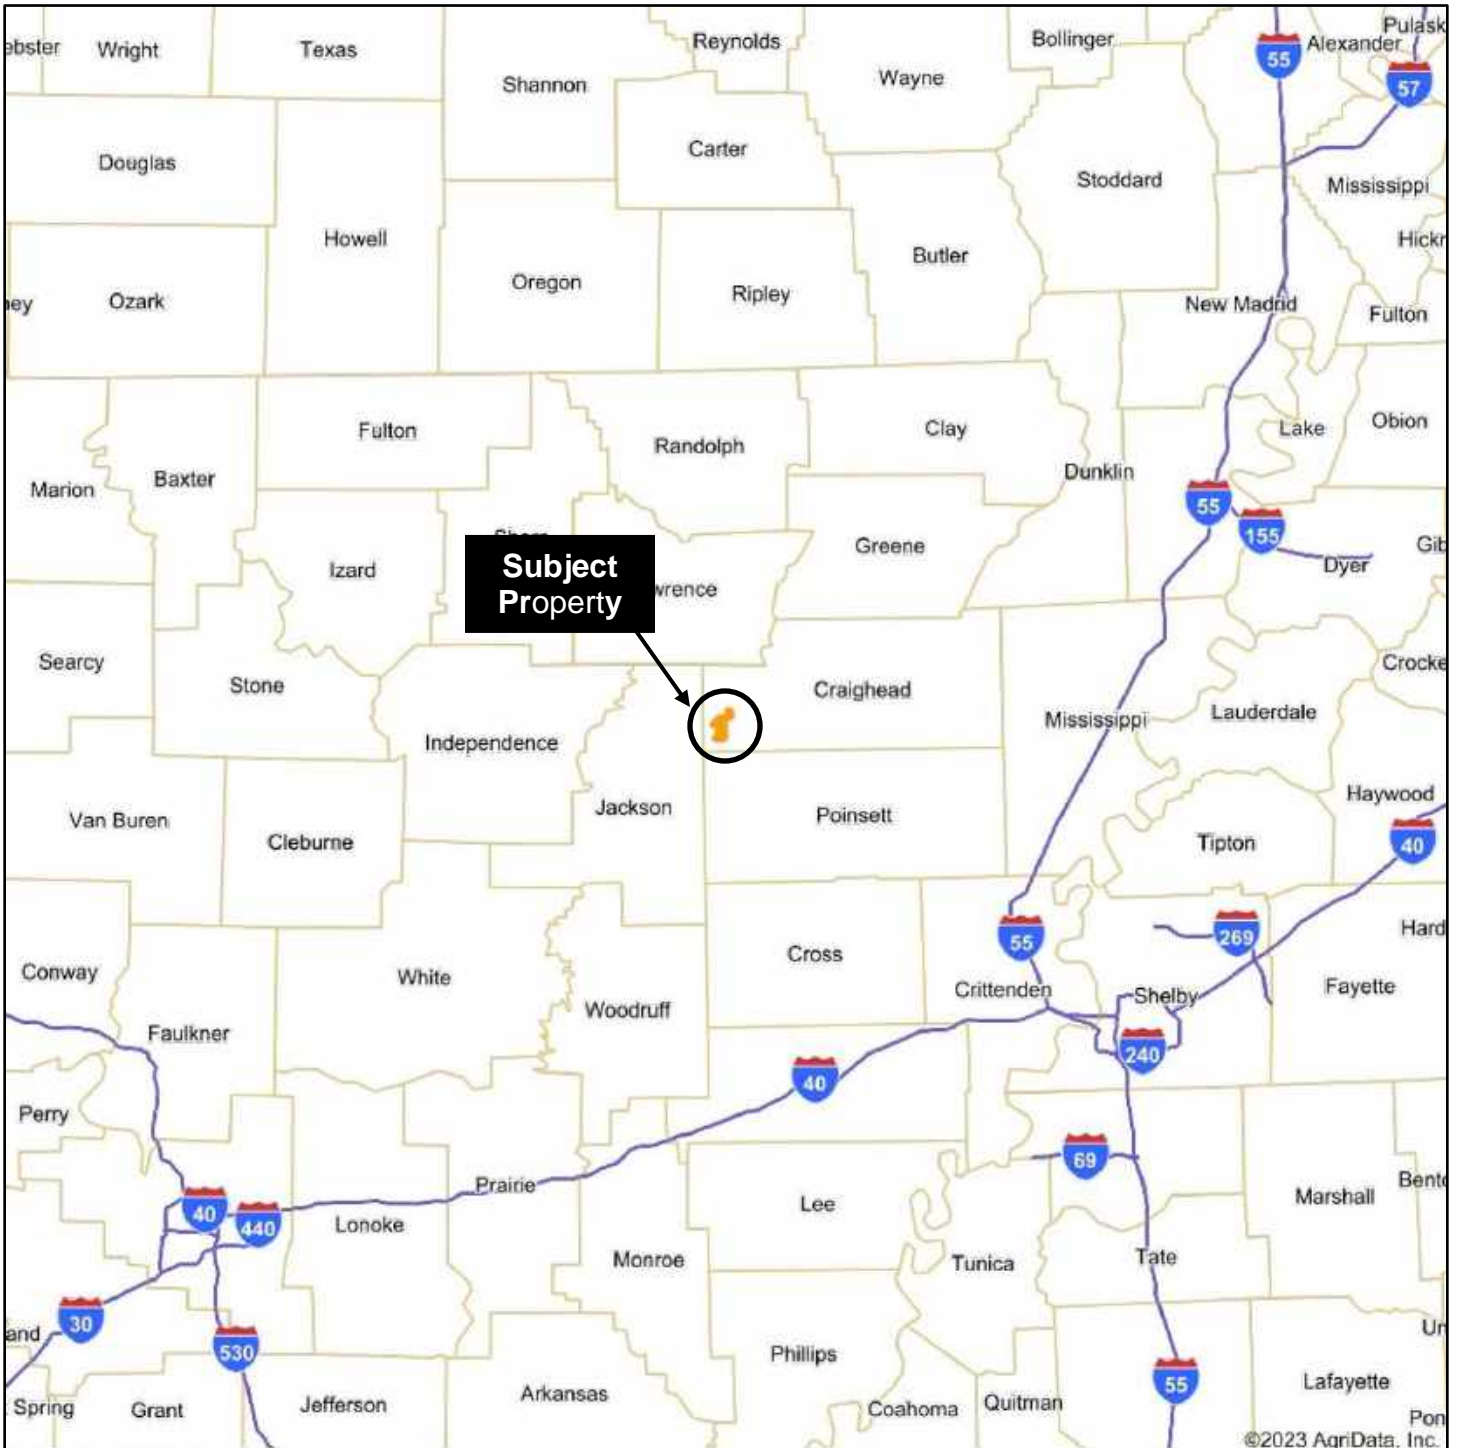 Pulask
ebster
Wright
Texas
Reynolds
Bollinger
55
Alexander
57
Shannon
Wayne
Carter
Douglas
Stoddard
Mississippi
Howell
Hickr
Butler
Oregon
Ripley
ey
Ozark
New Madrid
Fulton
Fulton
Randolph
Clay
Lake
Obion
Marion
Baxter
Dunklin
55
155
Greene
Gib
Dyer
Izard
Subject
Property
wrence
Searcy
Stone
Craighead
Crocke
Independence
Mississippi
Lauderdale
Van Buren
Cleburne
Jackson
Poinsett
Haywood
Tipton
40
55
269
Hard
Conway
White
Cross
Crittenden
Shelby
Fayette
Faulkner
Woodruff
240
40
Perry
69
Prairie
Lee
Marshall
Bento
40
440
Lonoke
Monroe
Tunica
Tate
30
and
530
Phillips
Un
55
Spring
Grant
Jefferson
Arkansas
Coahoma
Quitman
Lafayette
Pon
©2023 AgriData, Inc.